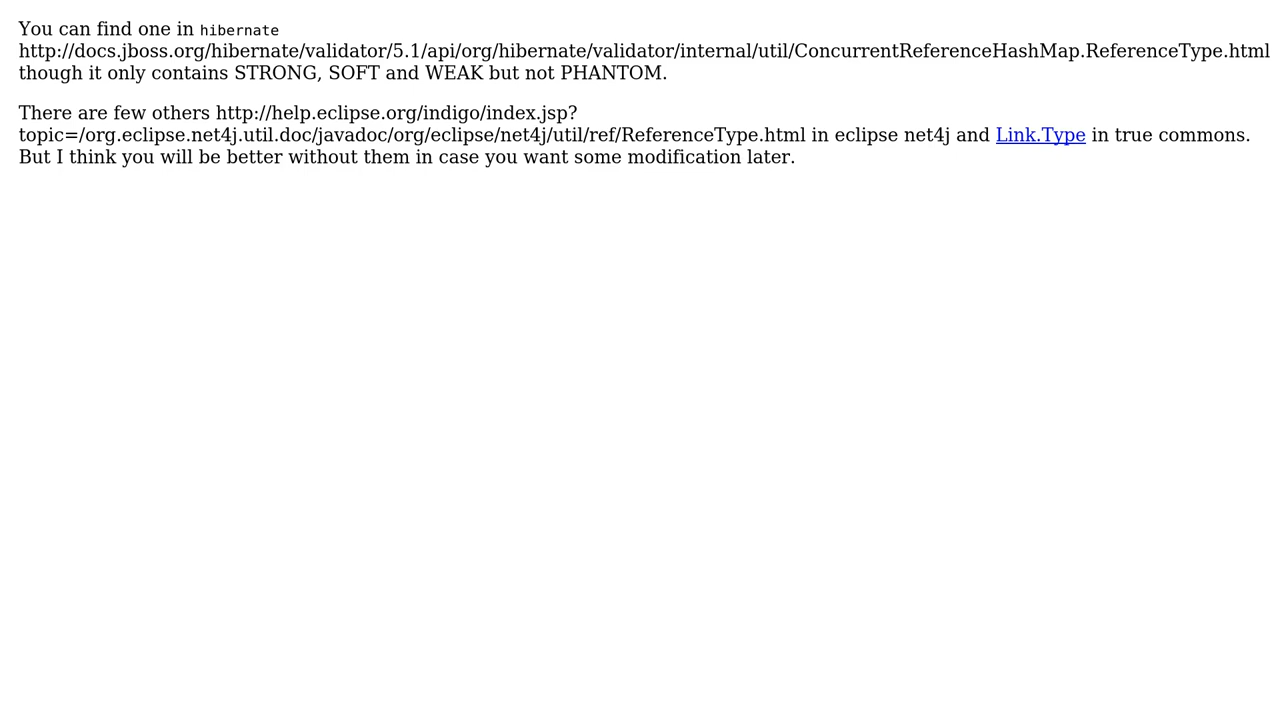 You can find one in hibernate
http://docs.jboss.org/hibernate/validator/5.1/api/org/hibernate/validator/internal/util/ConcurrentReferenceHashMap.ReferenceType.html
though it only contains STRONG, SOFT and WEAK but not PHANTOM.
There are few others http://help.eclipse.org/indigo/index.jsp?
topic=/org.eclipse.net4j.util.doc/javadoc/org/eclipse/net4j/util/ref/ReferenceType.html in eclipse net4j and Link.Type in true commons.
But I think you will be better without them in case you want some modification later.